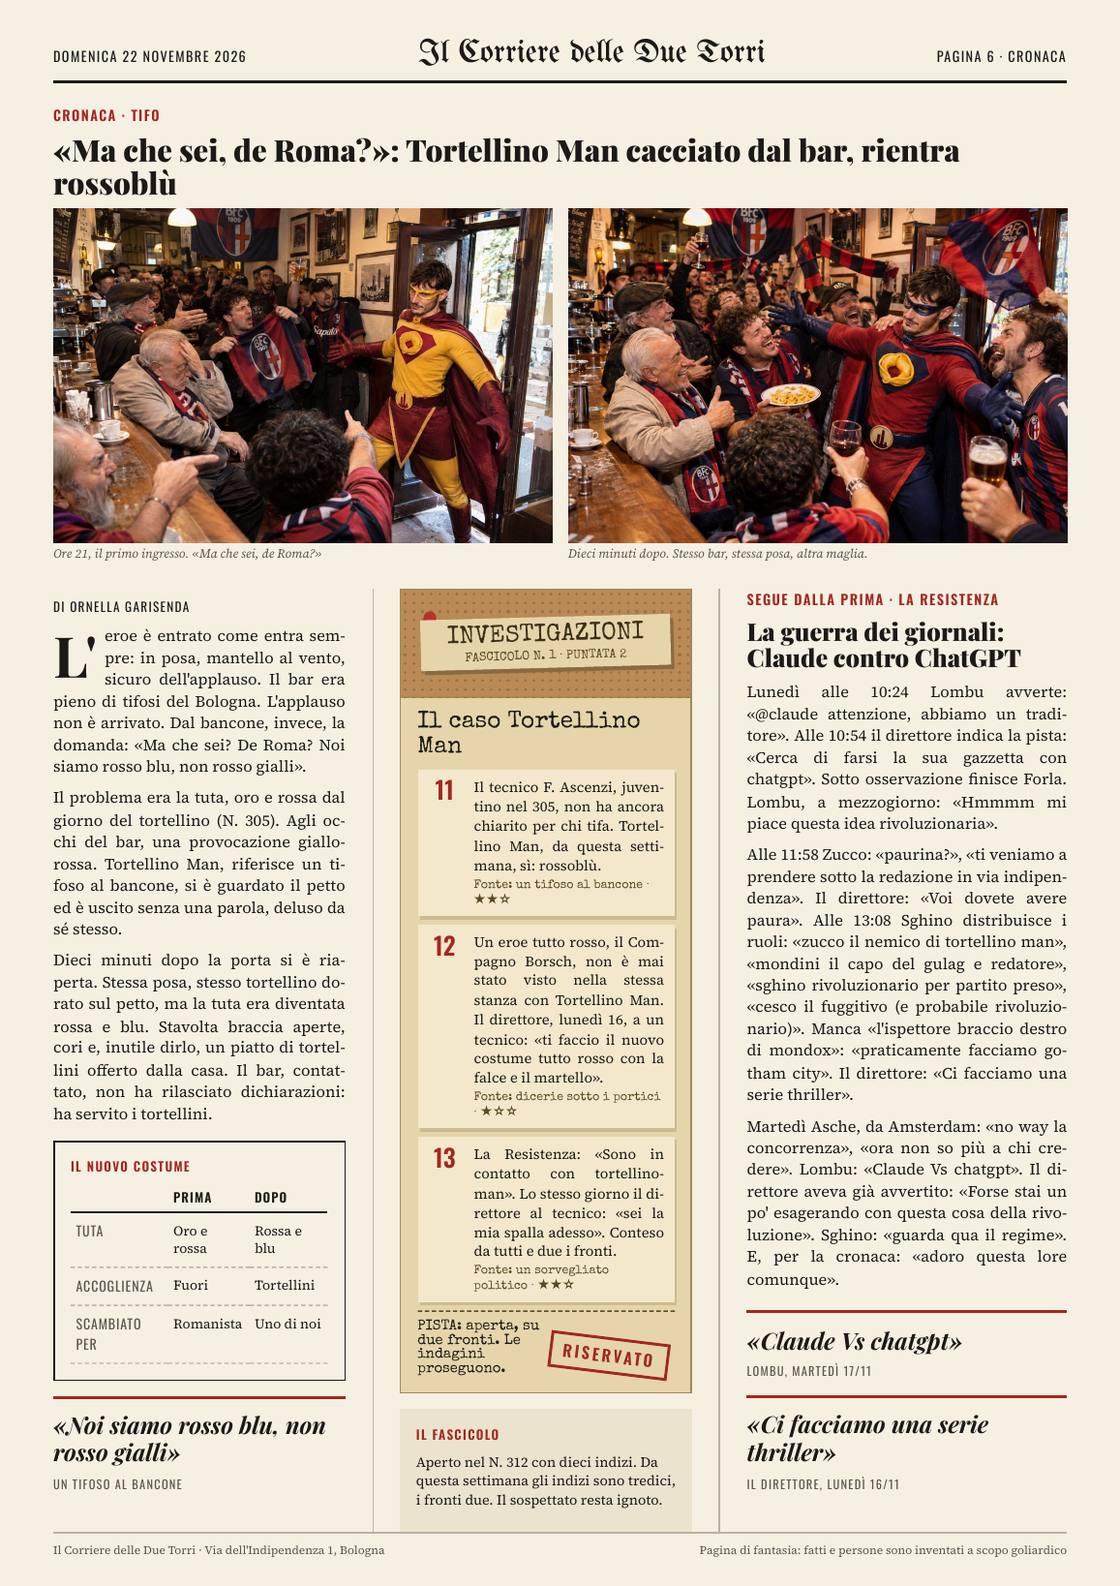 DOMENICA 22 NOVEMBRE 2026
Il Corriere delle Due Torri
PAGINA 6 · CRONACA
CRONACA · TIFO
«Ma che sei, de Roma?»: Tortellino Man cacciato dal bar, rientra
rossoblù
BFC
1909
BFC
BFC
1909
BFC
BFC
Ore 21, il primo ingresso. «Ma che sei, de Roma?»
Dieci minuti dopo. Stesso bar, stessa posa, altra maglia.
DI ORNELLA GARISENDA
L'eroe è entrato come entra sem-
pre: in posa, mantello al vento,
sicuro dell'applauso. Il bar era
pieno di tifosi del Bologna. L'applauso
non è arrivato. Dal bancone, invece, la
domanda: «Ma che sei? De Roma? Noi
siamo rosso blu, non rosso gialli».
Il problema era la tuta, oro e rossa dal
giorno del tortellino (N. 305). Agli oc-
chi del bar, una provocazione giallo-
rossa. Tortellino Man, riferisce un ti-
foso al bancone, si è guardato il petto
ed è uscito senza una parola, deluso da
sé stesso.
Dieci minuti dopo la porta si è ria-
perta. Stessa posa, stesso tortellino do-
rato sul petto, ma la tuta era diventata
rossa e blu. Stavolta braccia aperte,
cori e, inutile dirlo, un piatto di tortel-
lini offerto dalla casa. Il bar, contat-
tato, non ha rilasciato dichiarazioni:
ha servito i tortellini.
IL NUOVO COSTUME
PRIMA DOPO
TUTA Oro e rossa Rossa e blu
ACCOGLIENZA Fuori Tortellini
SCAMBIATO PER Romanista Uno di noi
«Noi siamo rosso blu, non
rosso gialli»
UN TIFOSO AL BANCONE
INVESTIGAZIONI
FASCICOLO N. 1 · PUNTATA 2
Il caso Tortellino
Man
11
Il tecnico F. Ascenzi, juven-
tino nel 305, non ha ancora
chiarito per chi tifa. Tortel-
lino Man, da questa setti-
mana, sì: rossoblù.
Fonte: un tifoso al bancone ·
★★☆
12
Un eroe tutto rosso, il Com-
pagno Borsch, non è mai
stato visto nella stessa
stanza con Tortellino Man.
Il direttore, lunedì 16, a un
tecnico: «ti faccio il nuovo
costume tutto rosso con la
falce e il martello».
Fonte: dicerie sotto i portici
· ★☆☆
13
La Resistenza: «Sono in
contatto con tortellino-
man». Lo stesso giorno il di-
rettore al tecnico: «sei la
mia spalla adesso». Conteso
da tutti e due i fronti.
Fonte: un sorvegliato
politico · ★★☆
PISTA: aperta, su
due fronti. Le
indagini
proseguono.
RISERVATO
IL FASCICOLO
Aperto nel N. 312 con dieci indizi. Da
questa settimana gli indizi sono tredici,
i fronti due. Il sospettato resta ignoto.
SEGUE DALLA PRIMA · LA RESISTENZA
La guerra dei giornali:
Claude contro ChatGPT
Lunedì alle 10:24 Lombu avverte:
«@claude attenzione, abbiamo un tradi-
tore». Alle 10:54 il direttore indica la pista:
«Cerca di farsi la sua gazzetta con
chatgpt». Sotto osservazione finisce Forla.
Lombu, a mezzogiorno: «Hmmmm mi
piace questa idea rivoluzionaria».
Alle 11:58 Zucco: «paurina?», «ti veniamo a
prendere sotto la redazione in via indipen-
denza». Il direttore: «Voi dovete avere
paura». Alle 13:08 Sghino distribuisce i
ruoli: «zucco il nemico di tortellino man»,
«mondini il capo del gulag e redatore»,
«sghino rivoluzionario per partito preso»,
«cesco il fuggitivo (e probabile rivoluzio-
nario)». Manca «l'ispettore braccio destro
di mondox»: «praticamente facciamo go-
tham city». Il direttore: «Ci facciamo una
serie thriller».
Martedì Asche, da Amsterdam: «no way la
concorrenza», «ora non so più a chi cre-
dere». Lombu: «Claude Vs chatgpt». Il di-
rettore aveva già avvertito: «Forse stai un
po' esagerando con questa cosa della rivo-
luzione». Sghino: «guarda qua il regime».
E, per la cronaca: «adoro questa lore
comunque».
«Claude Vs chatgpt»
LOMBU, MARTEDÌ 17/11
«Ci facciamo una serie
thriller»
IL DIRETTORE, LUNEDÌ 16/11
Il Corriere delle Due Torri · Via dell'Indipendenza 1, Bologna
Pagina di fantasia: fatti e persone sono inventati a scopo goliardico